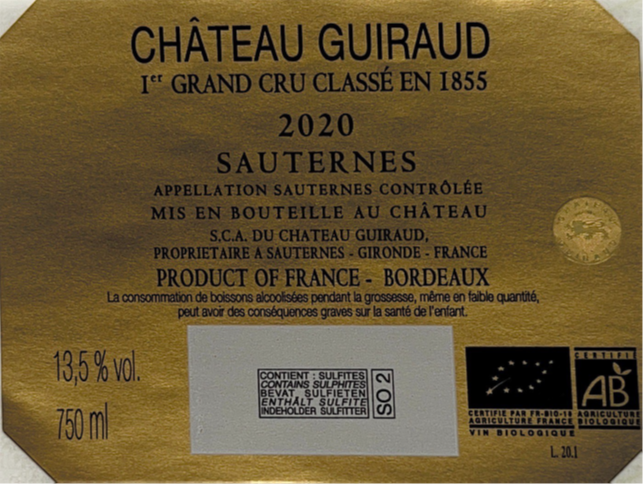 CHÂTEAU GUIRAUD
Ier GRAND CRU CLASSÉ EN 1855
2020
SAUTERNES
APPELLATION SAUTERNES CONTRÔLÉE
MIS EN BOUTEILLE AU CHÂTEAU
S.C.A. DU CHATEAU GUIRAUD,
PROPRIETAIRE A SAUTERNES - GIRONDE - FRANCE
PRODUCT OF FRANCE - BORDEAUX
La consommation de boissons alcoolisées pendant la grossesse, même en faible quantité,
peut avoir des conséquences graves sur la santé de l'enfant.
13,5 % vol.
750 ml
CONTIENT : SULFITES
CONTAINS SULPHITES
BEVAT SULFIETEN
ENTHÄLT SULFITE
INDEHOLDER SULFITTER
SO2
CERTIFIE PAR FR-BIO-10
AGRICULTURE FRANCE
VIN BIOLOGIQUE
CERTIFIÉ
AB
AGRICULTURE
BIOLOGIQUE
L. 20.1